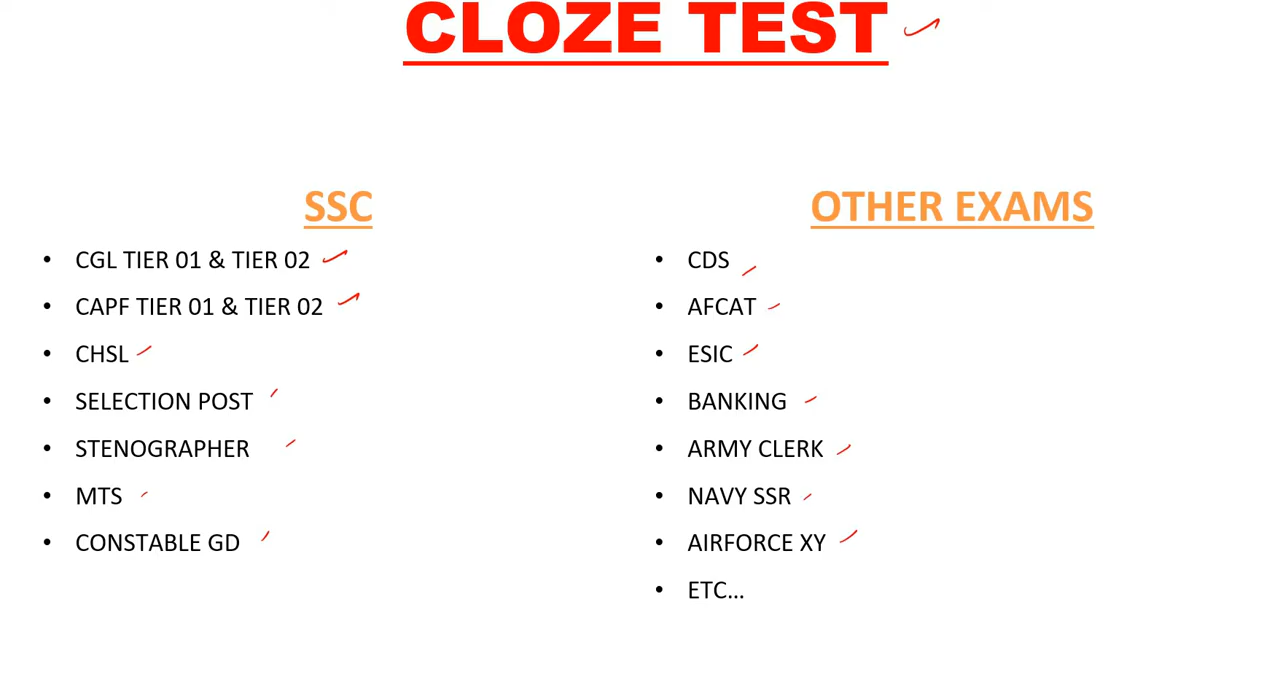 CLOZE TEST
SSC
• CGL TIER 01 & TIER 02
• CAPF TIER 01 & TIER 02
• CHSL
• SELECTION POST
• STENOGRAPHER
• MTS
• CONSTABLE GD
OTHER EXAMS
• CDS
• AFCAT
• ESIC
• BANKING
• ARMY CLERK
• NAVY SSR
• AIRFORCE XY
• ETC...